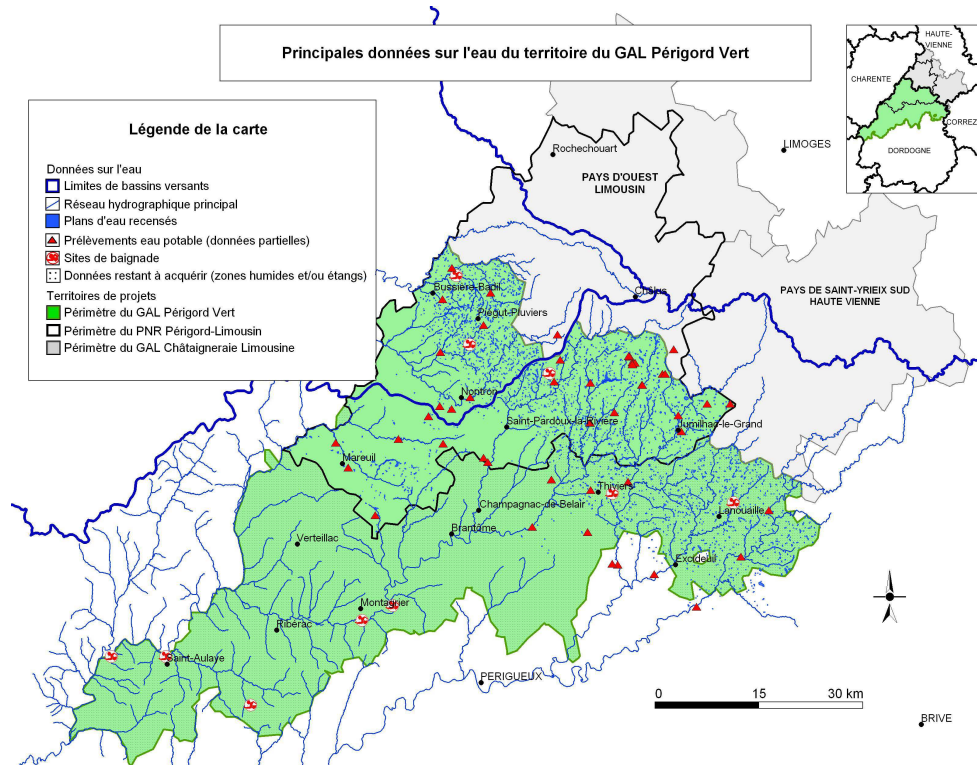 Principales données sur l'eau du territoire du GAL Périgord Vert
HAUTE-
VIENNE
CHARENTE
CORREZ
DORDOGNE
Légende de la carte
Données sur l'eau
Limites de bassins versants
Réseau hydrographique principal
Plans d'eau recensés
Prélèvements eau potable (données partielles)
Sites de baignade
Données restant à acquérir (zones humides et/ou étangs)
Territoires de projets
Périmètre du GAL Périgord Vert
Périmètre du PNR Périgord-Limousin
Périmètre du GAL Châtaigneraie Limousine
Rochechouart
LIMOGES
PAYS D'OUEST
LIMOUSIN
Bussière-Badil
Châlus
PAYS DE SAINT-YRIEIX SUD
HAUTE VIENNE
Piégut-Pluviers
Nontron
Saint-Pardoux-la-Rivière
Jumilhac-le-Grand
Mareuil
Thiviers
Champagnac-de-Belair
Lanouaille
Brantôme
Verteillac
Excideuil
Montagrier
Ribérac
Saint-Aulaye
PERIGUEUX
0 15 30 km
BRIVE